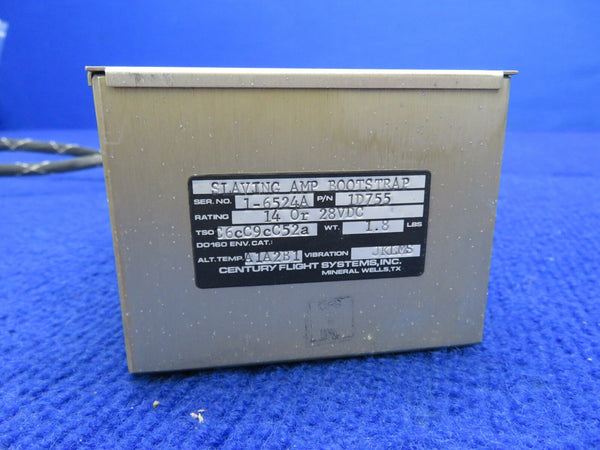 SLAVING AMP BOOTSTRAP
SER. NO. 1-6524A P/N 1D755
RATING 14 Or 28VDC
TSO C6cC9cC52a WT. 1.8 LBS
DO160 ENV. CAT.:
ALT. TEMP. A1A2B1 VIBRATION JKLMS
CENTURY FLIGHT SYSTEMS, INC.
MINERAL WELLS, TX